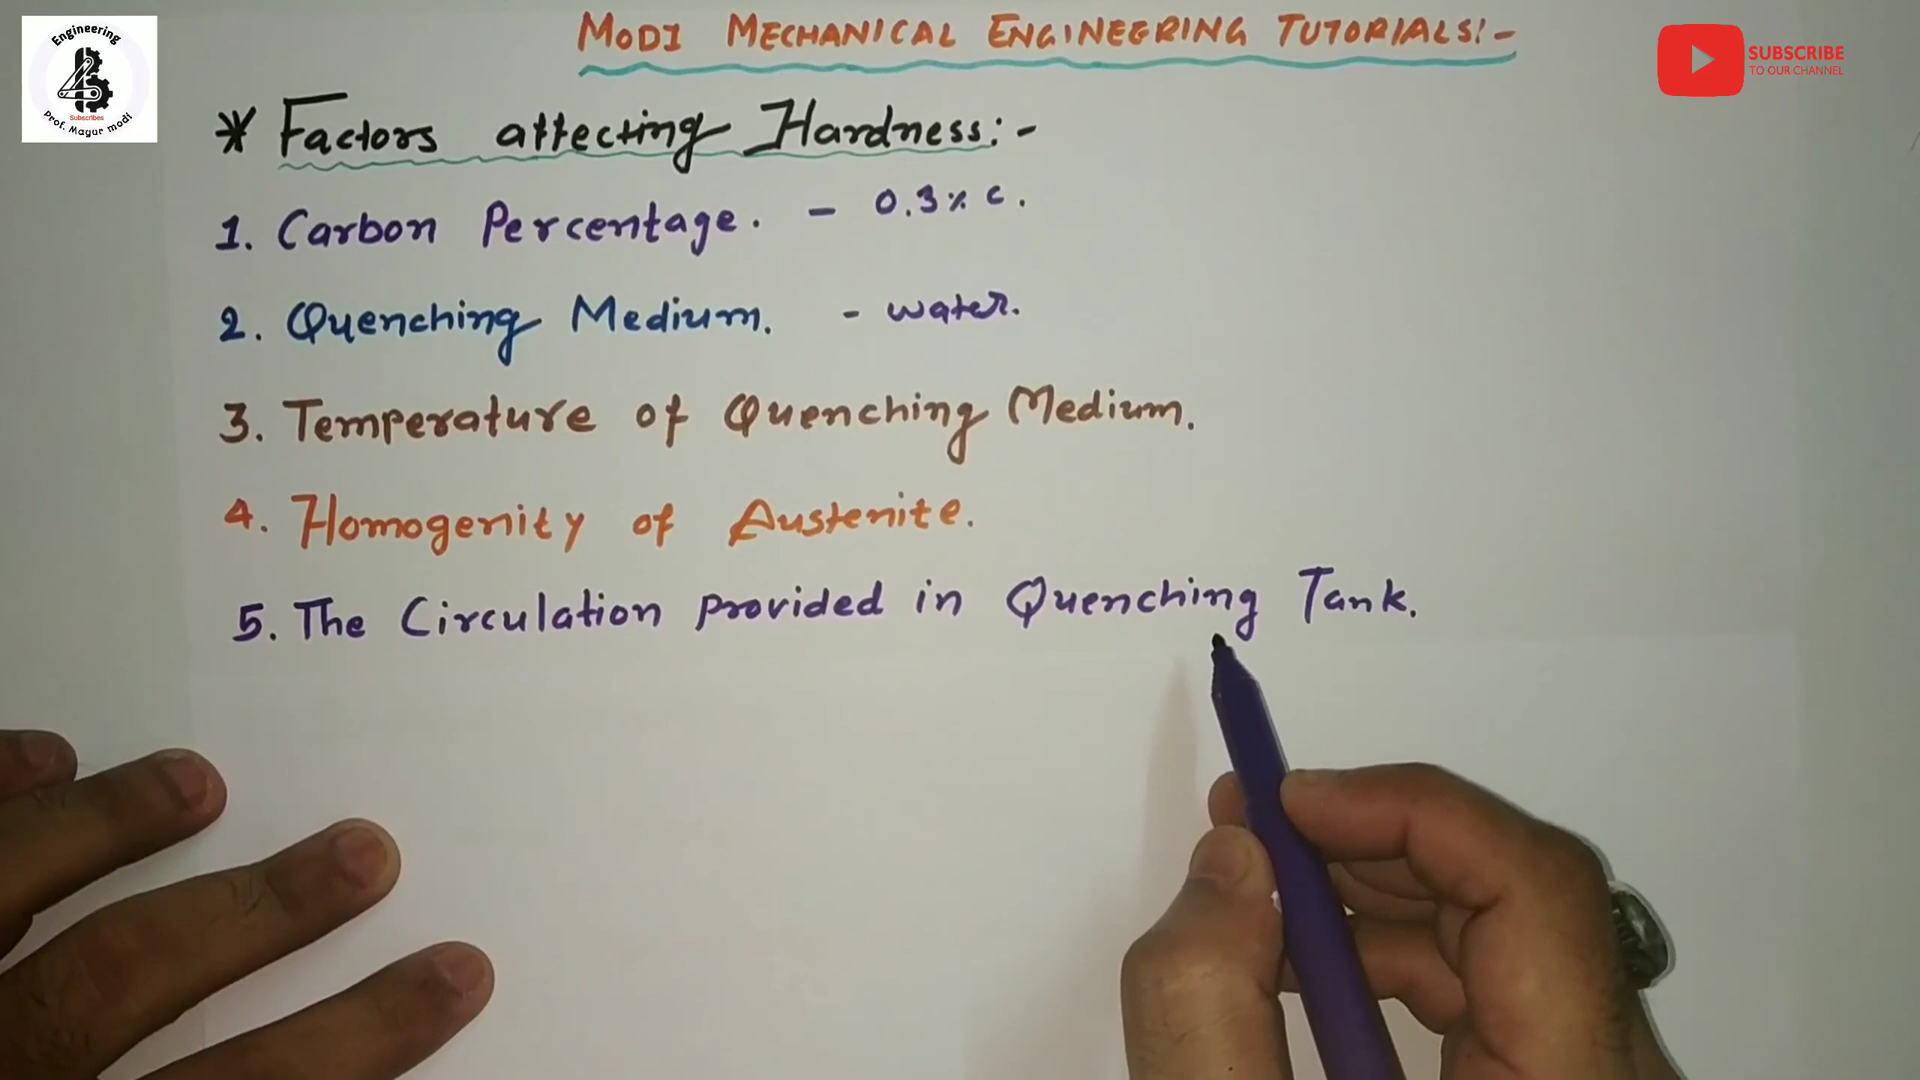 Engineering
Subscribes
Prof. Mayur modi
MODI MECHANICAL ENGINEERING TUTORIALS:-
SUBSCRIBE
TO OUR CHANNEL
* Factors affecting Hardness:-
1. Carbon Percentage. - 0.3% C.
2. Quenching Medium. - water.
3. Temperature of Quenching Medium.
4. Homogenity of Austenite.
5. The Circulation provided in Quenching Tank.